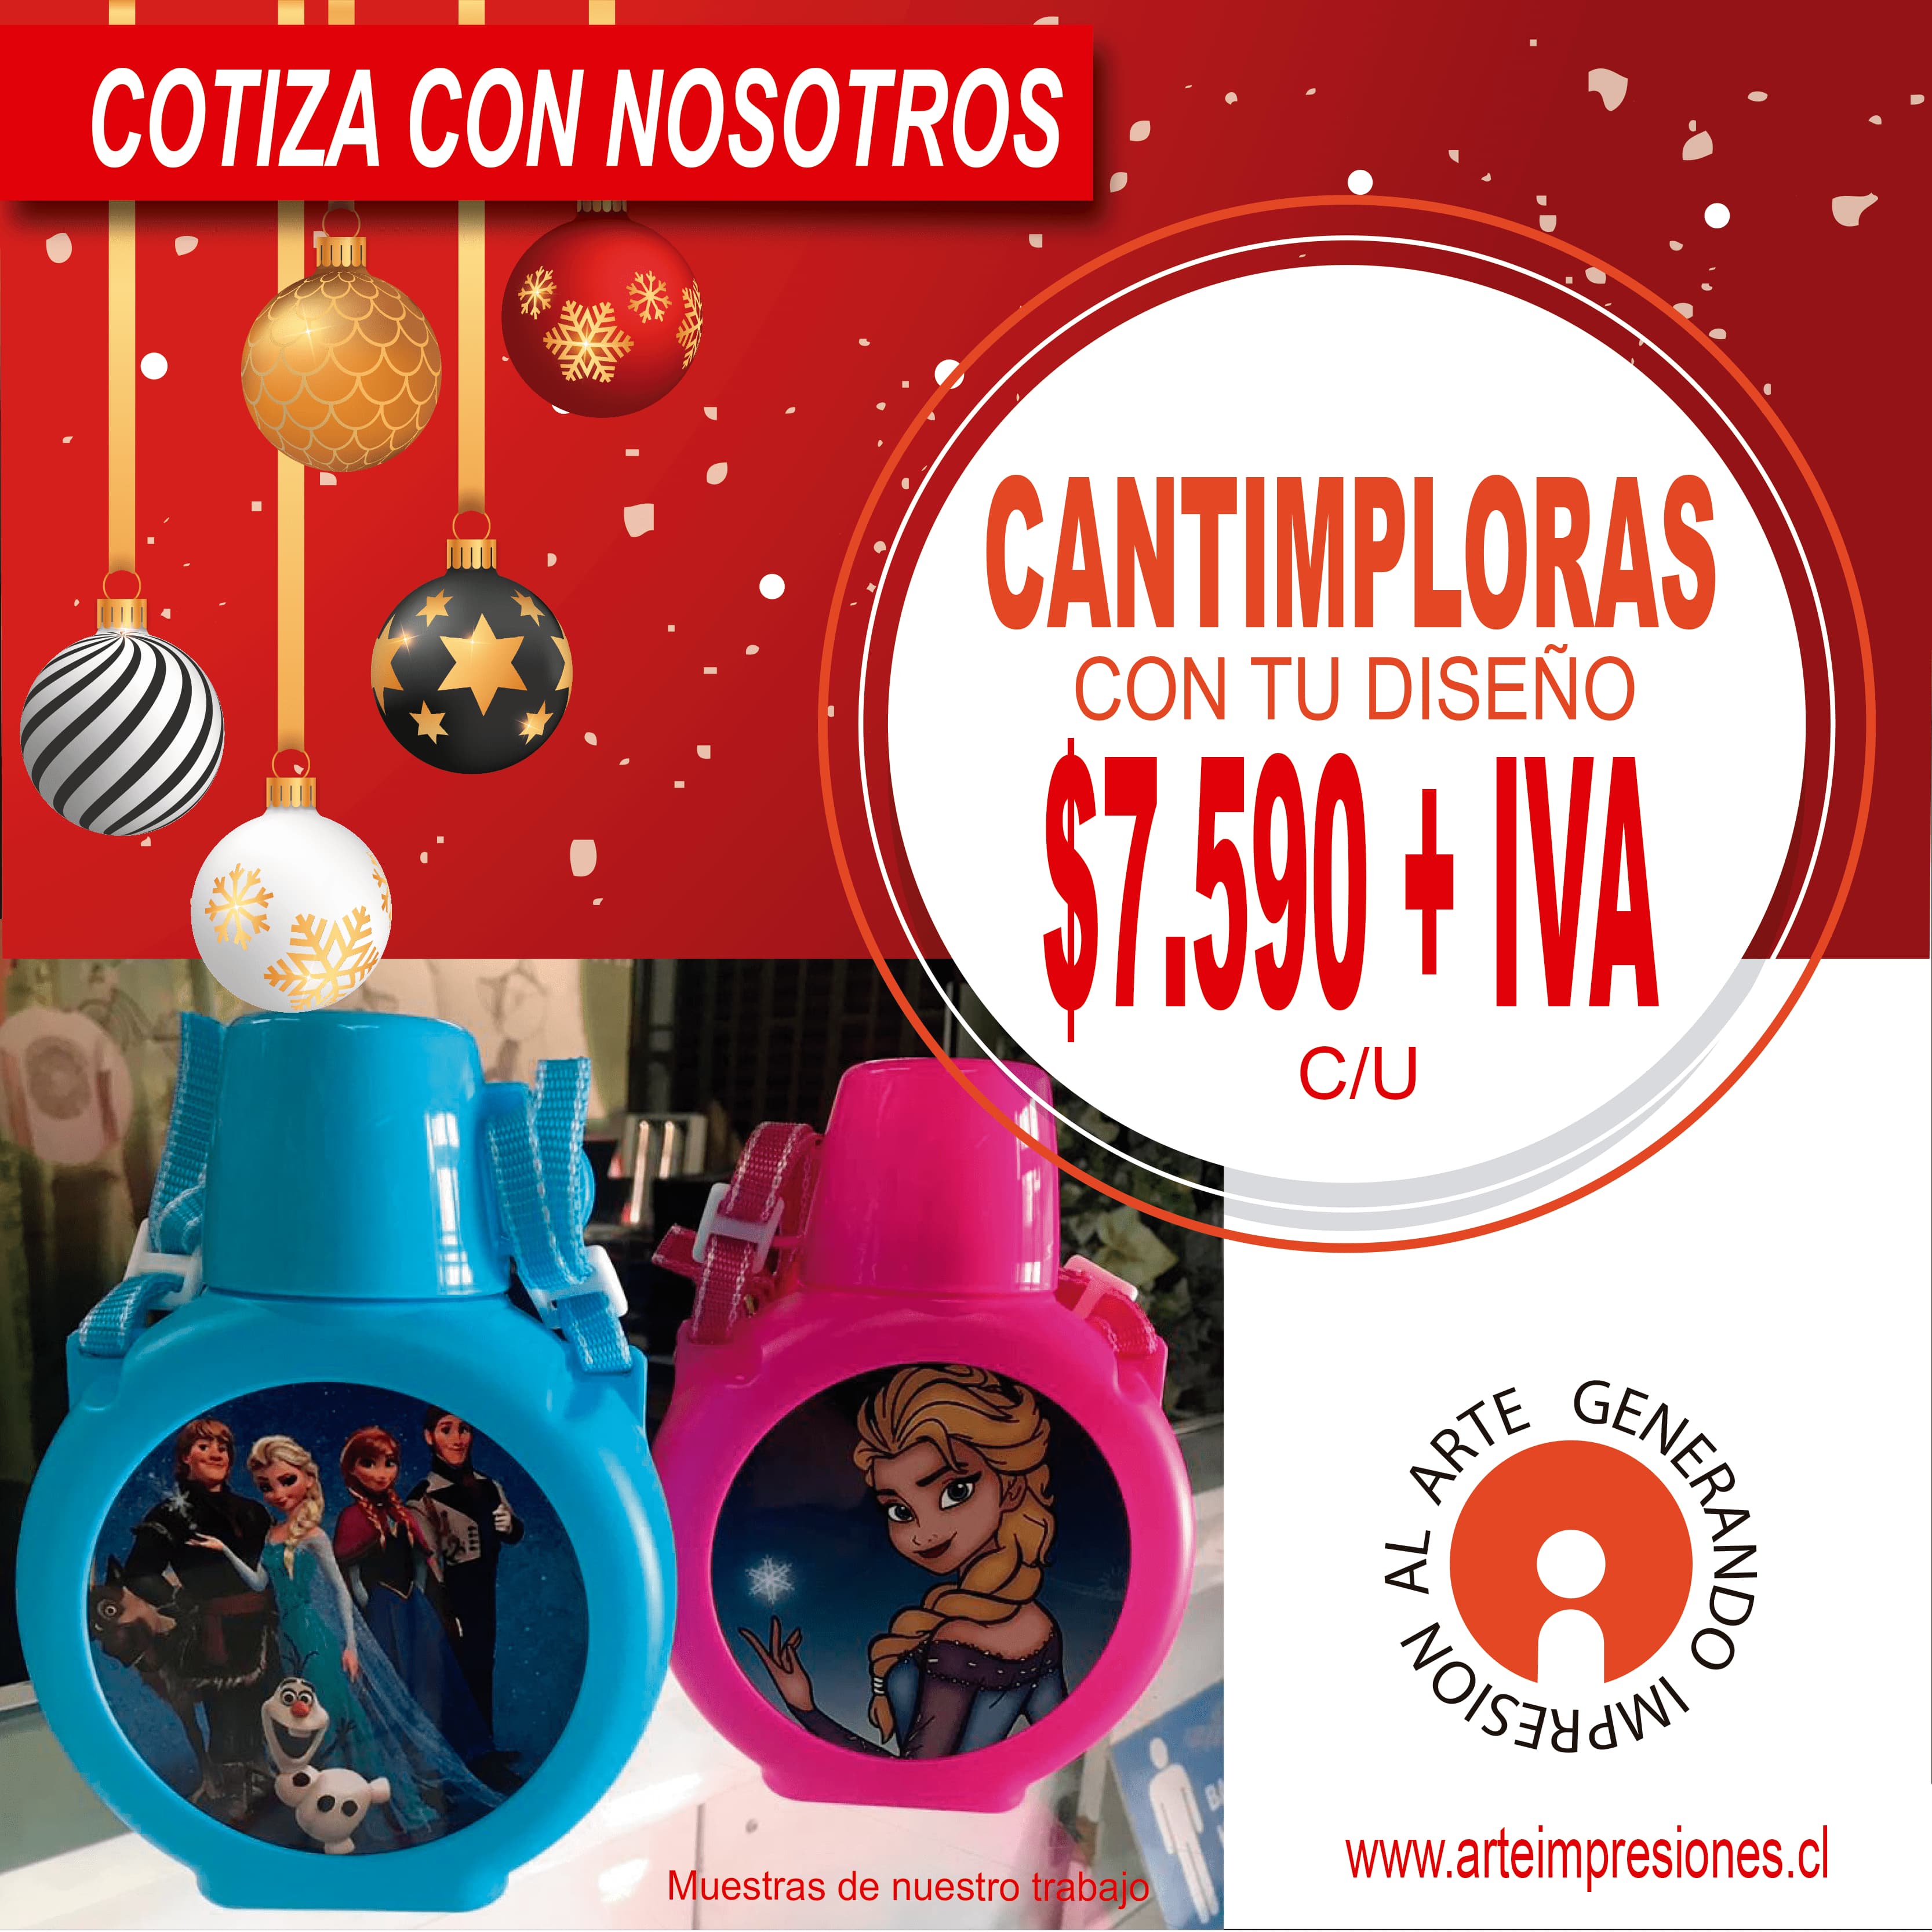 COTIZA CON NOSOTROS
CANTIMPLORAS
CON TU DISEÑO
$7.590 + IVA
C/U
GENERANDO IMPRESION AL ARTE
www.arteimpresiones.cl
Muestras de nuestro trabajo